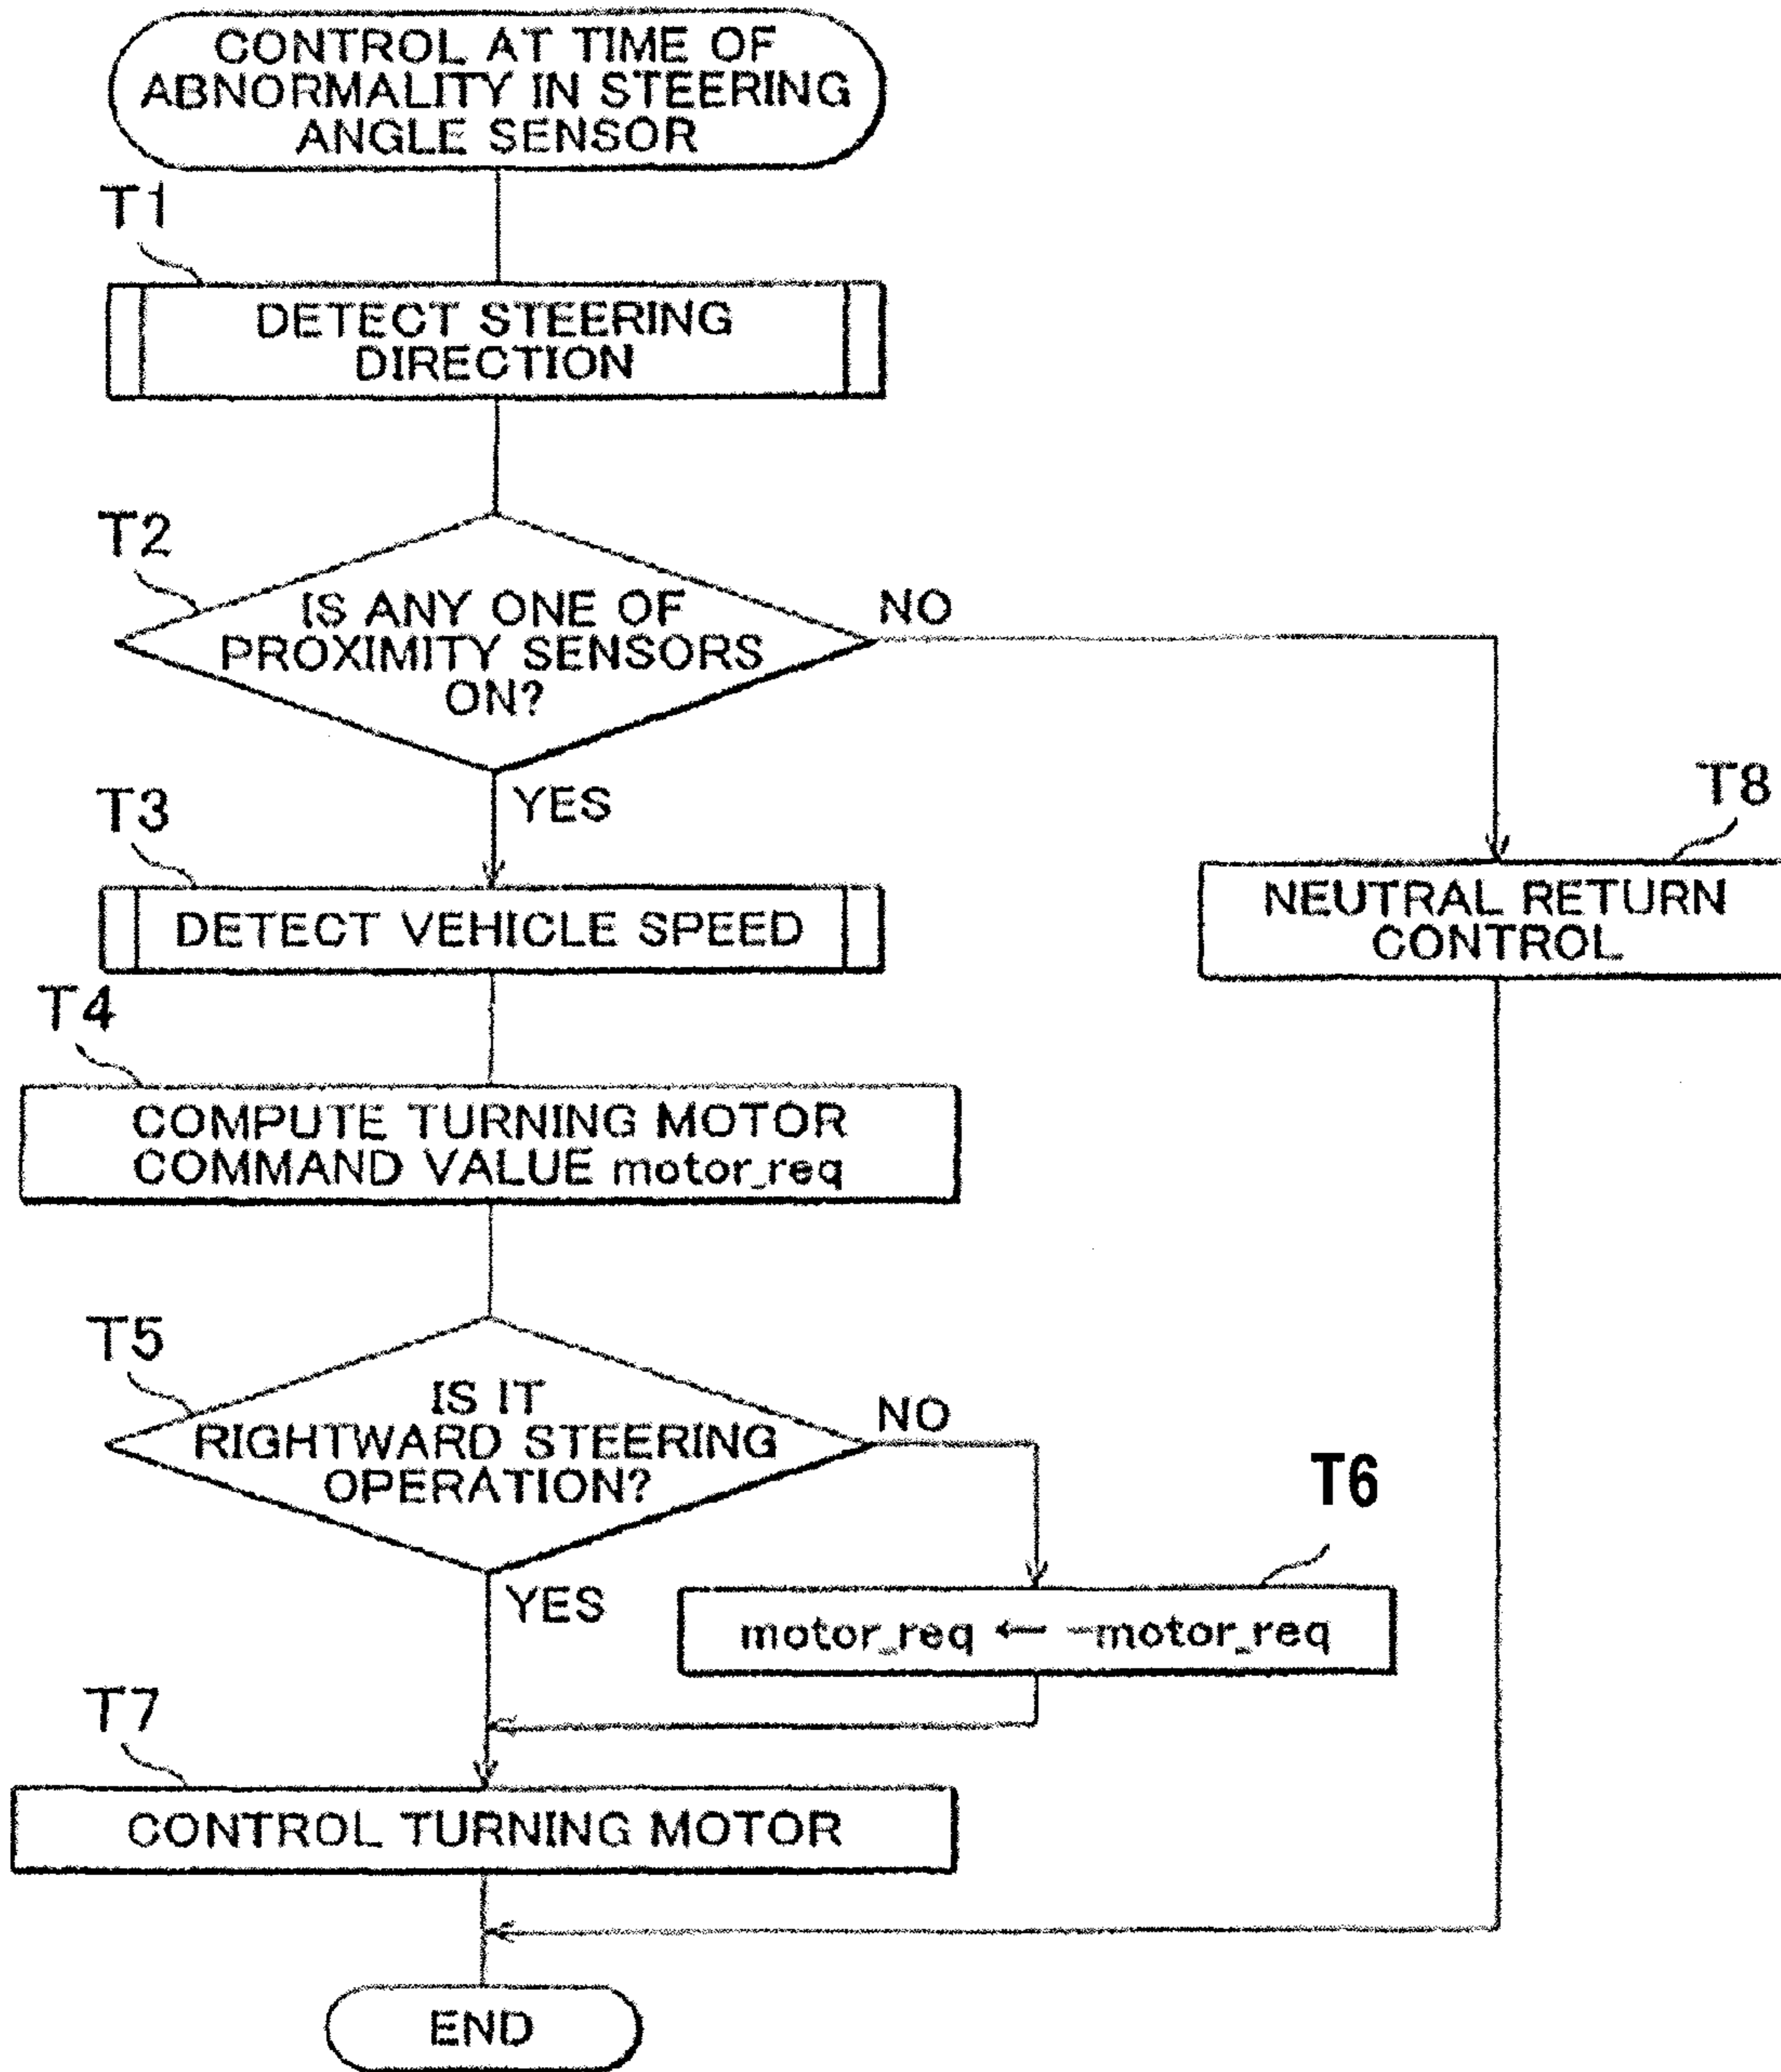 CONTROL AT TIME OF
ABNORMALITY IN STEERING
ANGLE SENSOR
T1
DETECT STEERING
DIRECTION
T2
IS ANY ONE OF
PROXIMITY SENSORS
ON?
NO
YES
T3
DETECT VEHICLE SPEED
T8
NEUTRAL RETURN
CONTROL
T4
COMPUTE TURNING MOTOR
COMMAND VALUE motor_req
T5
IS IT
RIGHTWARD STEERING
OPERATION?
NO
YES
T6
motor_req ← -motor_req
T7
CONTROL TURNING MOTOR
END